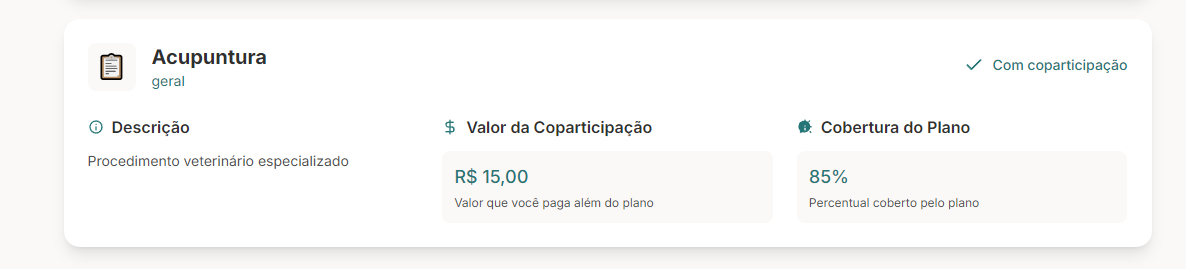 Acupuntura
geral
Com coparticipação
Descrição
Procedimento veterinário especializado
Valor da Coparticipação
R$ 15,00
Valor que você paga além do plano
Cobertura do Plano
85%
Percentual coberto pelo plano